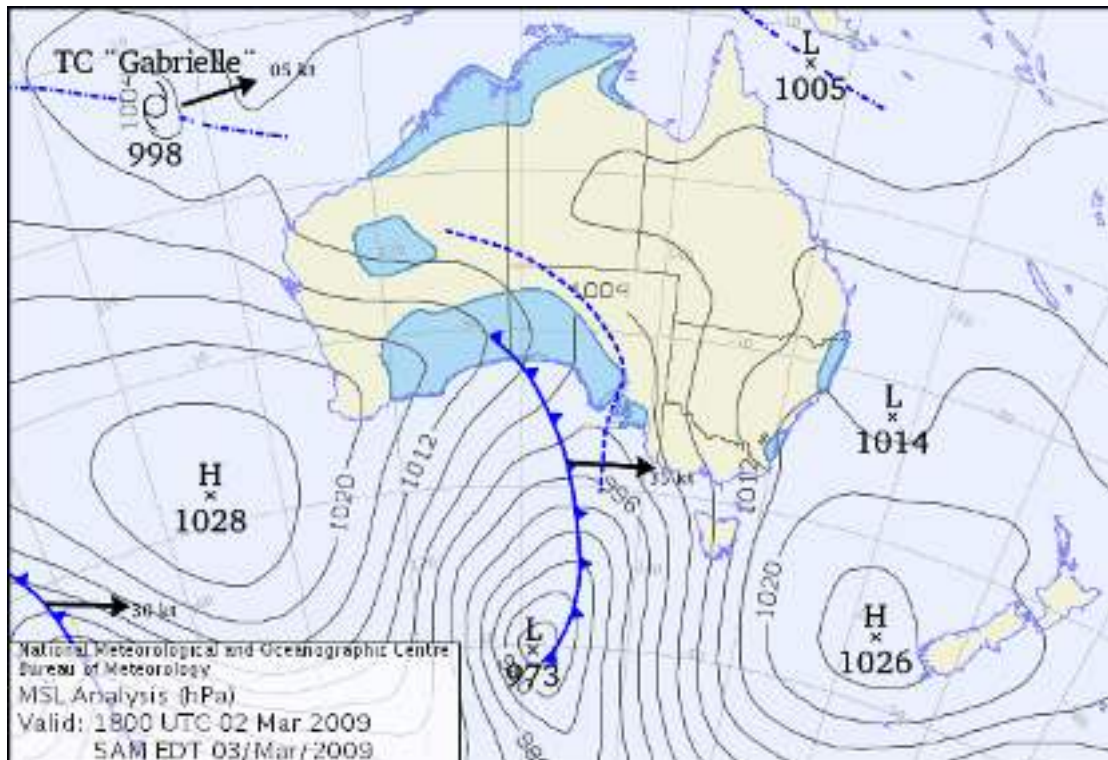 TC "Gabrielle"
05 kt
1004
998
L
1005
1004
L
1014
H
1028
1020
1012
35 kt
996
1012
1020
30 kt
L
973
H
1026
National Meteorological and Oceanographic Centre
Bureau of Meteorology
MSL Analysis (hPa)
Valid: 1800 UTC 02 Mar 2009
5AM EDT 03/Mar/2009